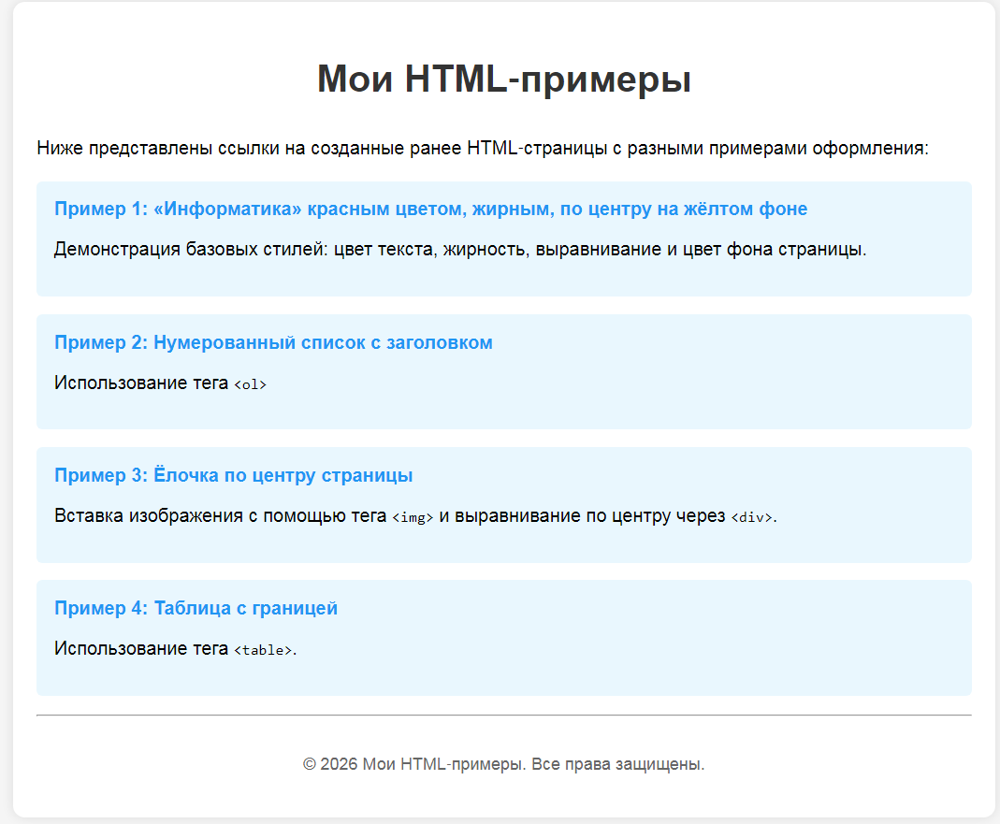 Мои HTML-примеры
Ниже представлены ссылки на созданные ранее HTML-страницы с разными примерами оформления:
Пример 1: «Информатика» красным цветом, жирным, по центру на жёлтом фоне
Демонстрация базовых стилей: цвет текста, жирность, выравнивание и цвет фона страницы.
Пример 2: Нумерованный список с заголовком
Использование тега <ol>
Пример 3: Ёлочка по центру страницы
Вставка изображения с помощью тега <img> и выравнивание по центру через <div>.
Пример 4: Таблица с границей
Использование тега <table>.
© 2026 Мои HTML-примеры. Все права защищены.